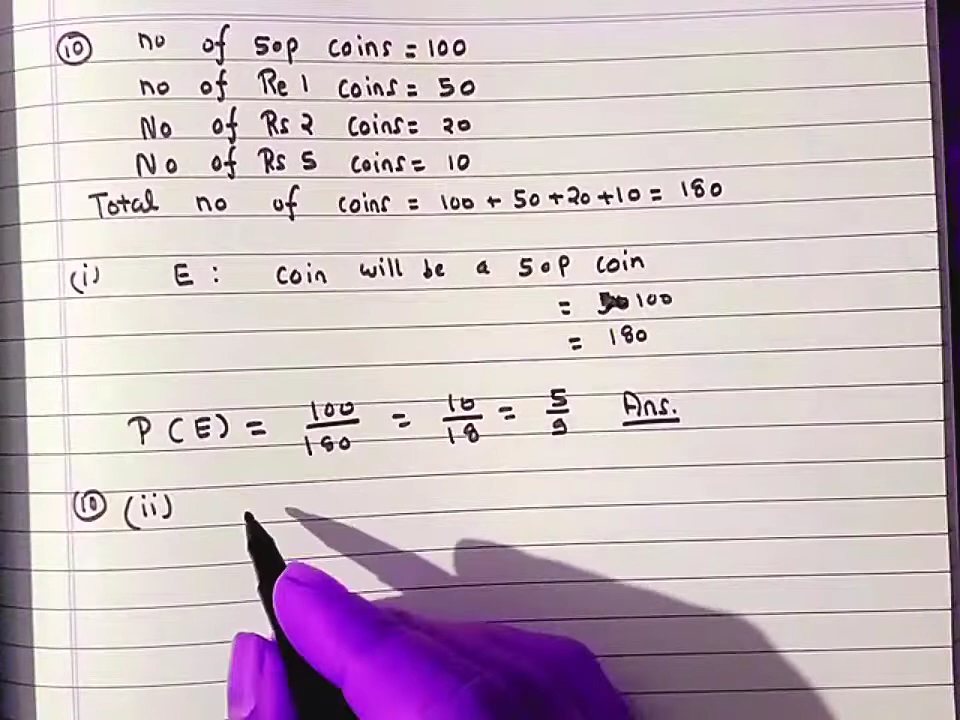 10 no of 50p coins = 100
no of Re 1 coins = 50
No of Rs 2 coins = 20
No of Rs 5 coins = 10
Total no of coins = 100 + 50 + 20 + 10 = 180
(i) E : coin will be a 50p coin
= 100
= 180
P(E) = 100/180 = 10/18 = 5/9 Ans.
10 (ii)